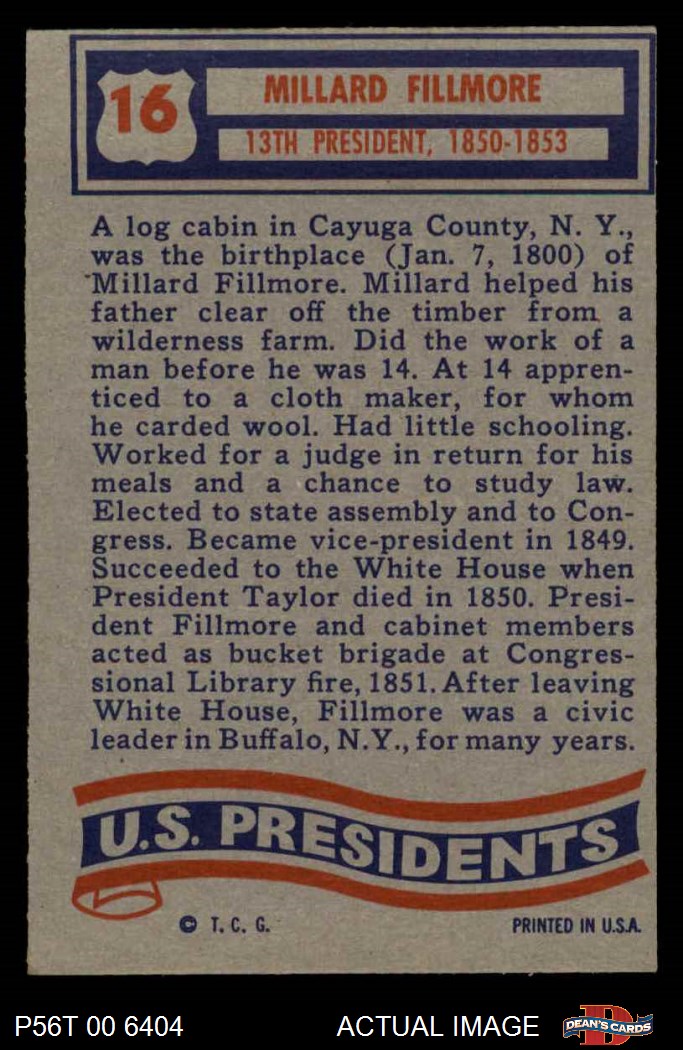 16
MILLARD FILLMORE
13TH PRESIDENT, 1850-1853
A log cabin in Cayuga County, N. Y.,
was the birthplace (Jan. 7, 1800) of
Millard Fillmore. Millard helped his
father clear off the timber from a
wilderness farm. Did the work of a
man before he was 14. At 14 appren-
ticed to a cloth maker, for whom
he carded wool. Had little schooling.
Worked for a judge in return for his
meals and a chance to study law.
Elected to state assembly and to Con-
gress. Became vice-president in 1849.
Succeeded to the White House when
President Taylor died in 1850. Presi-
dent Fillmore and cabinet members
acted as bucket brigade at Congres-
sional Library fire, 1851. After leaving
White House, Fillmore was a civic
leader in Buffalo, N.Y., for many years.
U.S. PRESIDENTS
© T. C. G.
PRINTED IN U.S.A.
P56T 00 6404
ACTUAL IMAGE
D
DEAN'S CARDS